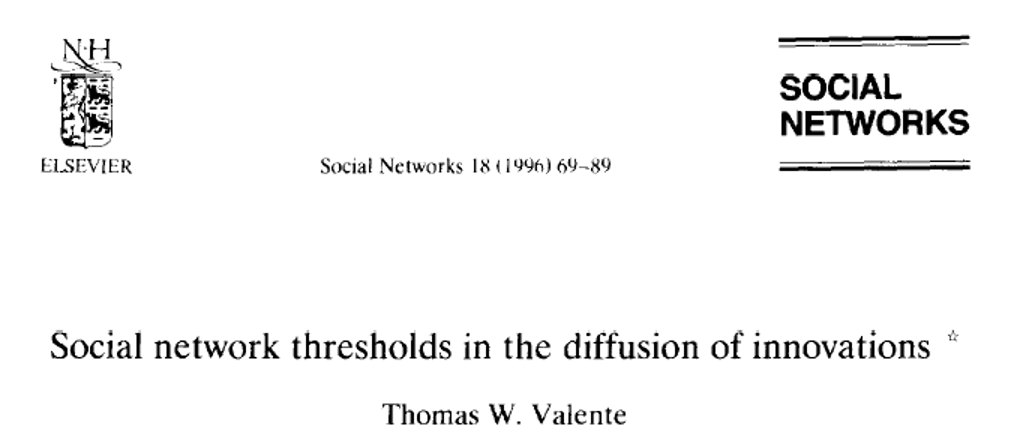 N·H
ELSEVIER
Social Networks 18 (1996) 69–89
SOCIAL
NETWORKS
Social network thresholds in the diffusion of innovations ☆
Thomas W. Valente